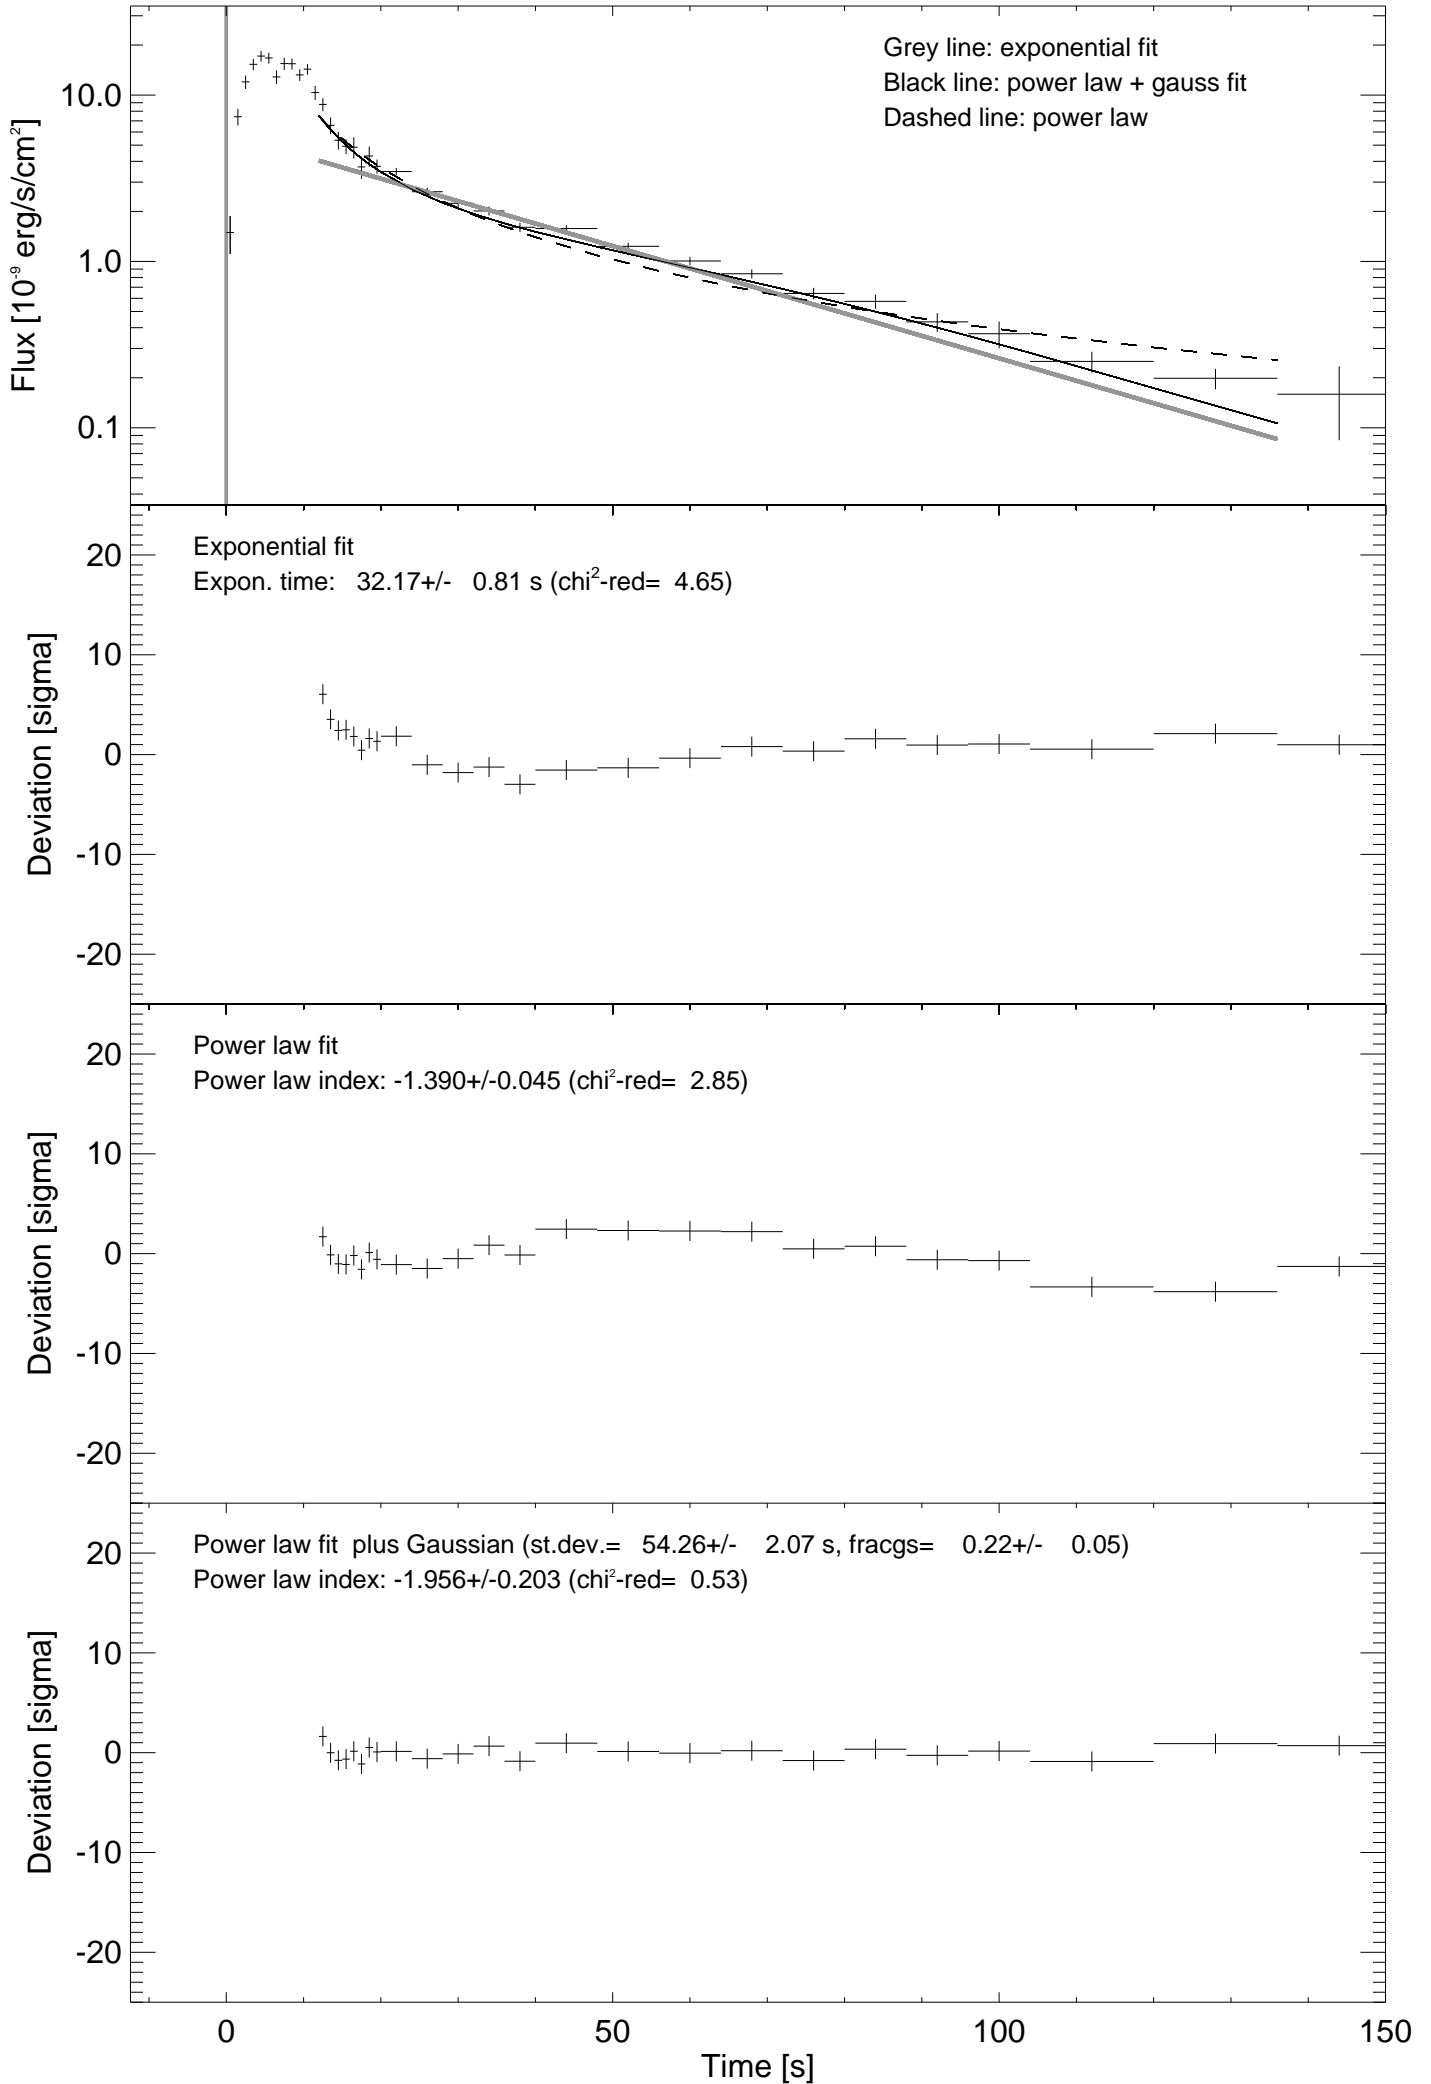 Grey line: exponential fit
Black line: power law + gauss fit
Dashed line: power law
Flux [10⁻⁹ erg/s/cm²]
10.0
1.0
0.1
Exponential fit
Expon. time: 32.17+/- 0.81 s (chi²-red= 4.65)
Deviation [sigma]
20
10
0
-10
-20
Power law fit
Power law index: -1.390+/-0.045 (chi²-red= 2.85)
Deviation [sigma]
20
10
0
-10
-20
Power law fit plus Gaussian (st.dev.= 54.26+/- 2.07 s, fracgs= 0.22+/- 0.05)
Power law index: -1.956+/-0.203 (chi²-red= 0.53)
Deviation [sigma]
20
10
0
-10
-20
0 50 100 150
Time [s]